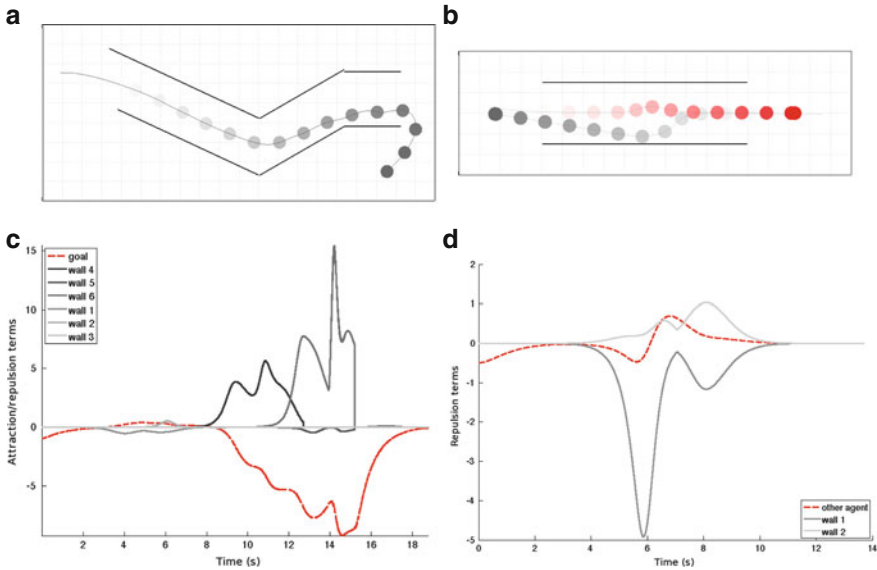 a
b
c
15
10
5
0
-5
Attraction/repulsion terms
goal
wall 4
wall 5
wall 6
wall 1
wall 2
wall 3
2 4 6 8 10 12 14 16 18
Time (s)
d
2
1
0
-1
-2
-3
-4
-5
Repulsion terms
other agent
wall 1
wall 2
0 2 4 6 8 10 12 14
Time (s)